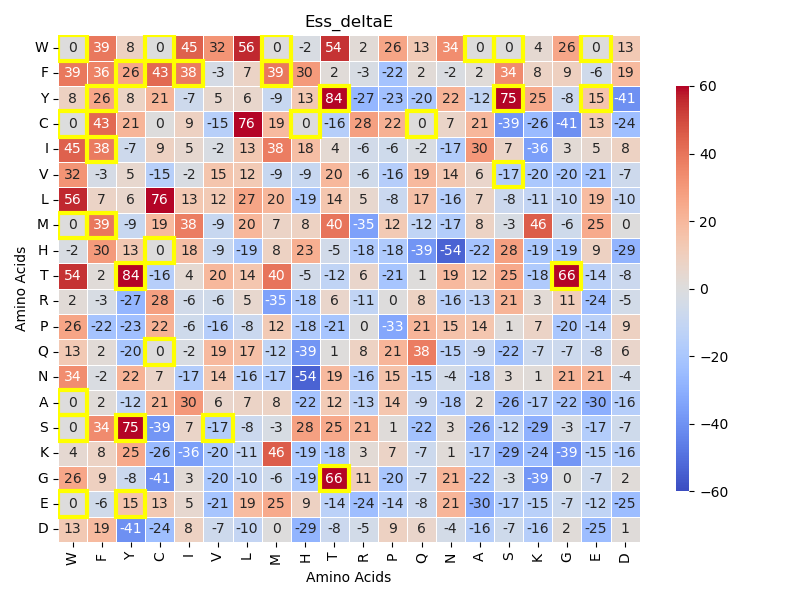 Ess_deltaE
W 0 39 8 0 45 32 56 0 -2 54 2 26 13 34 0 0 4 26 0 13
F 39 36 26 43 38 -3 7 39 30 2 -3 -22 2 -2 2 34 8 9 -6 19
Y 8 26 8 21 -7 5 6 -9 13 84 -27 -23 -20 22 -12 75 25 -8 15 -41
C 0 43 21 0 9 -15 76 19 0 -16 28 22 0 7 21 -39 -26 -41 13 -24
I 45 38 -7 9 5 -2 13 38 18 4 -6 -6 -2 -17 30 7 -36 3 5 8
V 32 -3 5 -15 -2 15 12 -9 -9 20 -6 -16 19 14 6 -17 -20 -20 -21 -7
L 56 7 6 76 13 12 27 20 -19 14 5 -8 17 -16 7 -8 -11 -10 19 -10
M 0 39 -9 19 38 -9 20 7 8 40 -35 12 -12 -17 8 -3 46 -6 25 0
H -2 30 13 0 18 -9 -19 8 23 -5 -18 -18 -39 -54 -22 28 -19 -19 9 -29
T 54 2 84 -16 4 20 14 40 -5 -12 6 -21 1 19 12 25 -18 66 -14 -8
R 2 -3 -27 28 -6 -6 5 -35 -18 6 -11 0 8 -16 -13 21 3 11 -24 -5
P 26 -22 -23 22 -6 -16 -8 12 -18 -21 0 -33 21 15 14 1 7 -20 -14 9
Q 13 2 -20 0 -2 19 17 -12 -39 1 8 21 38 -15 -9 -22 -7 -7 -8 6
N 34 -2 22 7 -17 14 -16 -17 -54 19 -16 15 -15 -4 -18 3 1 21 21 -4
A 0 2 -12 21 30 6 7 8 -22 12 -13 14 -9 -18 2 -26 -17 -22 -30 -16
S 0 34 75 -39 7 -17 -8 -3 28 25 21 1 -22 3 -26 -12 -29 -3 -17 -7
K 4 8 25 -26 -36 -20 -11 46 -19 -18 3 7 -7 1 -17 -29 -24 -39 -15 -16
G 26 9 -8 -41 3 -20 -10 -6 -19 66 11 -20 -7 21 -22 -3 -39 0 -7 2
E 0 -6 15 13 5 -21 19 25 9 -14 -24 -14 -8 21 -30 -17 -15 -7 -12 -25
D 13 19 -41 -24 8 -7 -10 0 -29 -8 -5 9 6 -4 -16 -7 -16 2 -25 1
W F Y C I V L M H T R P Q N A S K G E D
Amino Acids
Amino Acids
60
40
20
0
−20
−40
−60